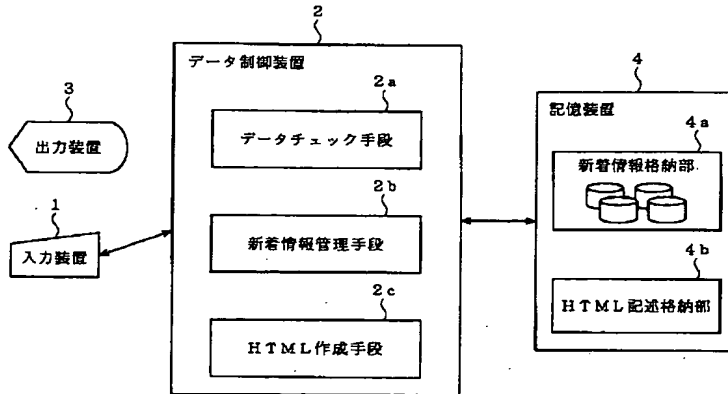 2
データ制御装置
2a
データチェック手段
2b
新着情報管理手段
2c
HTML作成手段
3
出力装置
1
入力装置
4
記憶装置
4a
新着情報格納部
4b
HTML記述格納部